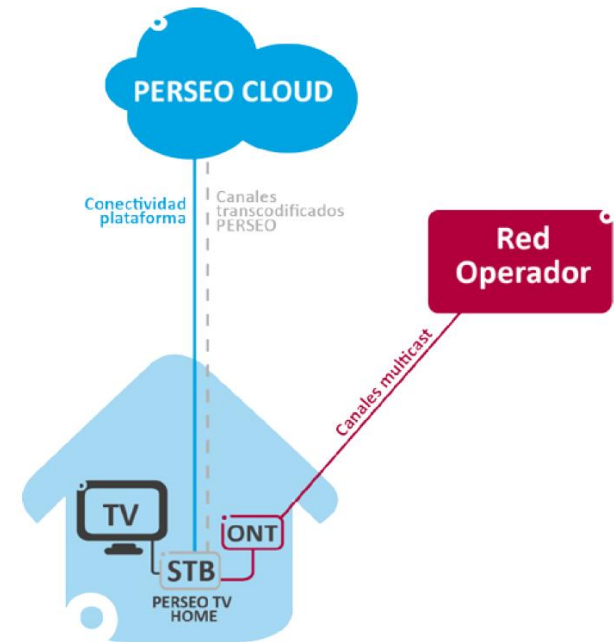 PERSEO CLOUD
Conectividad
plataforma
Canales
transcodificados
PERSEO
Red
Operador
Canales multicast
TV
ONT
STB
PERSEO TV
HOME